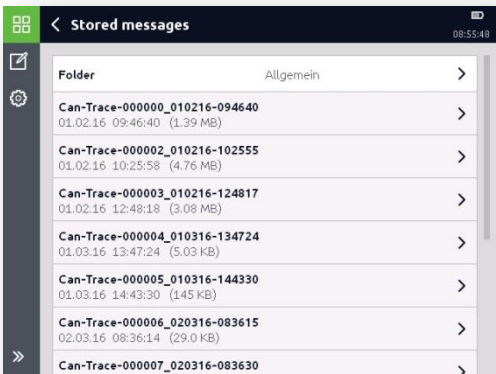 Stored messages
08:55:48
Folder Allgemein
Can-Trace-000000_010216-094640
01.02.16 09:46:40 (1.39 MB)
Can-Trace-000002_010216-102555
01.02.16 10:25:58 (4.76 MB)
Can-Trace-000003_010216-124817
01.02.16 12:48:18 (3.08 MB)
Can-Trace-000004_010316-134724
01.03.16 13:47:24 (5.03 KB)
Can-Trace-000005_010316-144330
01.03.16 14:43:30 (145 KB)
Can-Trace-000006_020316-083615
02.03.16 08:36:14 (29.0 KB)
Can-Trace-000007_020316-083630